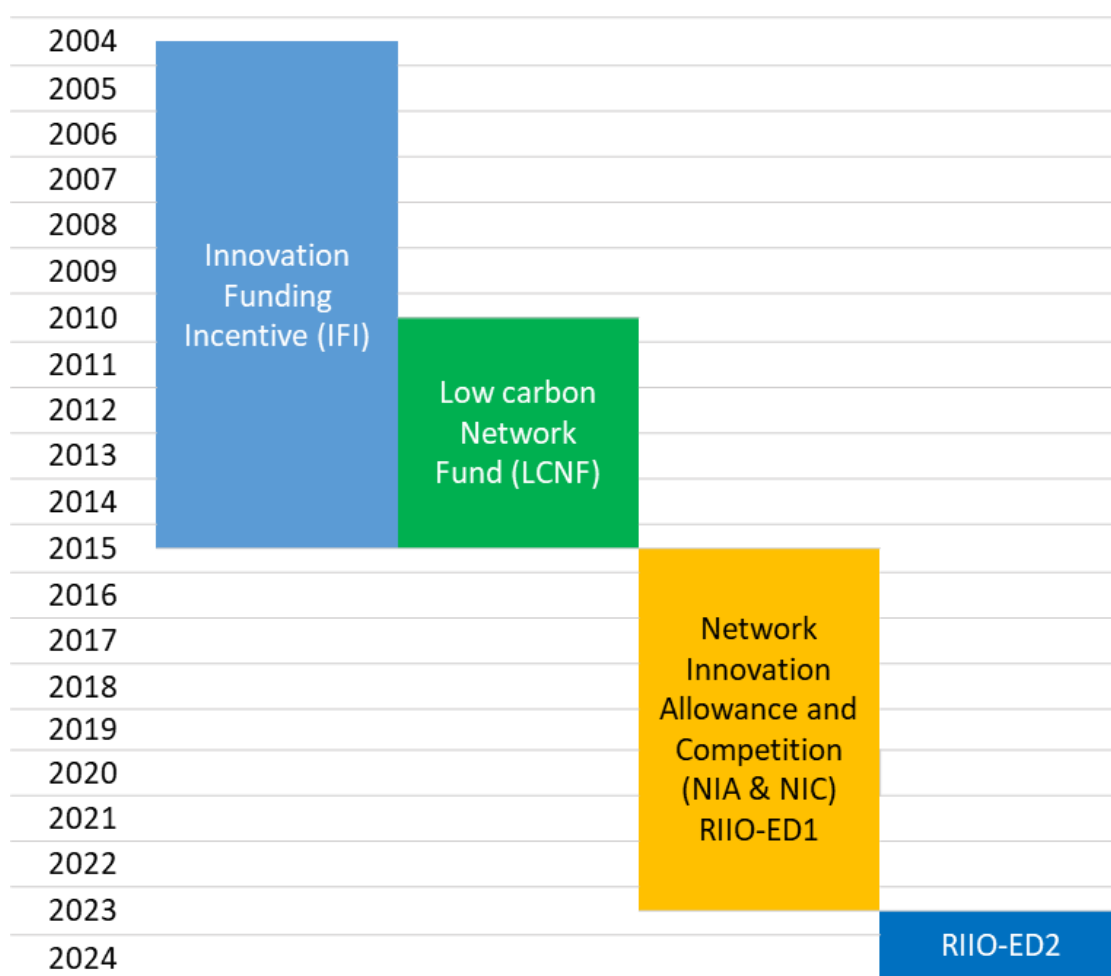 2004
2005
2006
2007
2008
2009
2010
2011
2012
2013
2014
2015
2016
2017
2018
2019
2020
2021
2022
2023
2024
Innovation
Funding
Incentive (IFI)
Low carbon
Network
Fund (LCNF)
Network
Innovation
Allowance and
Competition
(NIA & NIC)
RIIO-ED1
RIIO-ED2